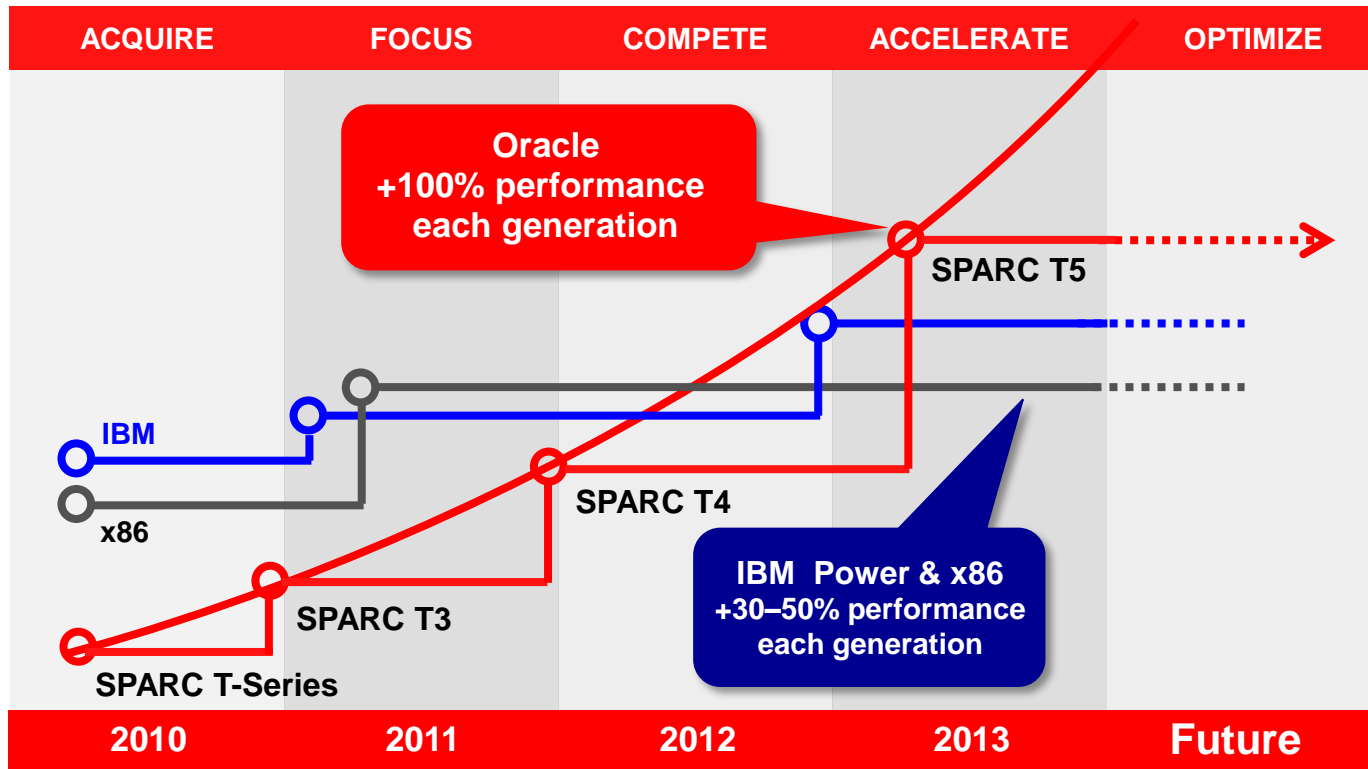 ACQUIRE
FOCUS
COMPETE
ACCELERATE
OPTIMIZE
Oracle
+100% performance
each generation
SPARC T5
IBM
x86
SPARC T4
IBM Power & x86
+30–50% performance
each generation
SPARC T3
SPARC T-Series
2010
2011
2012
2013
Future